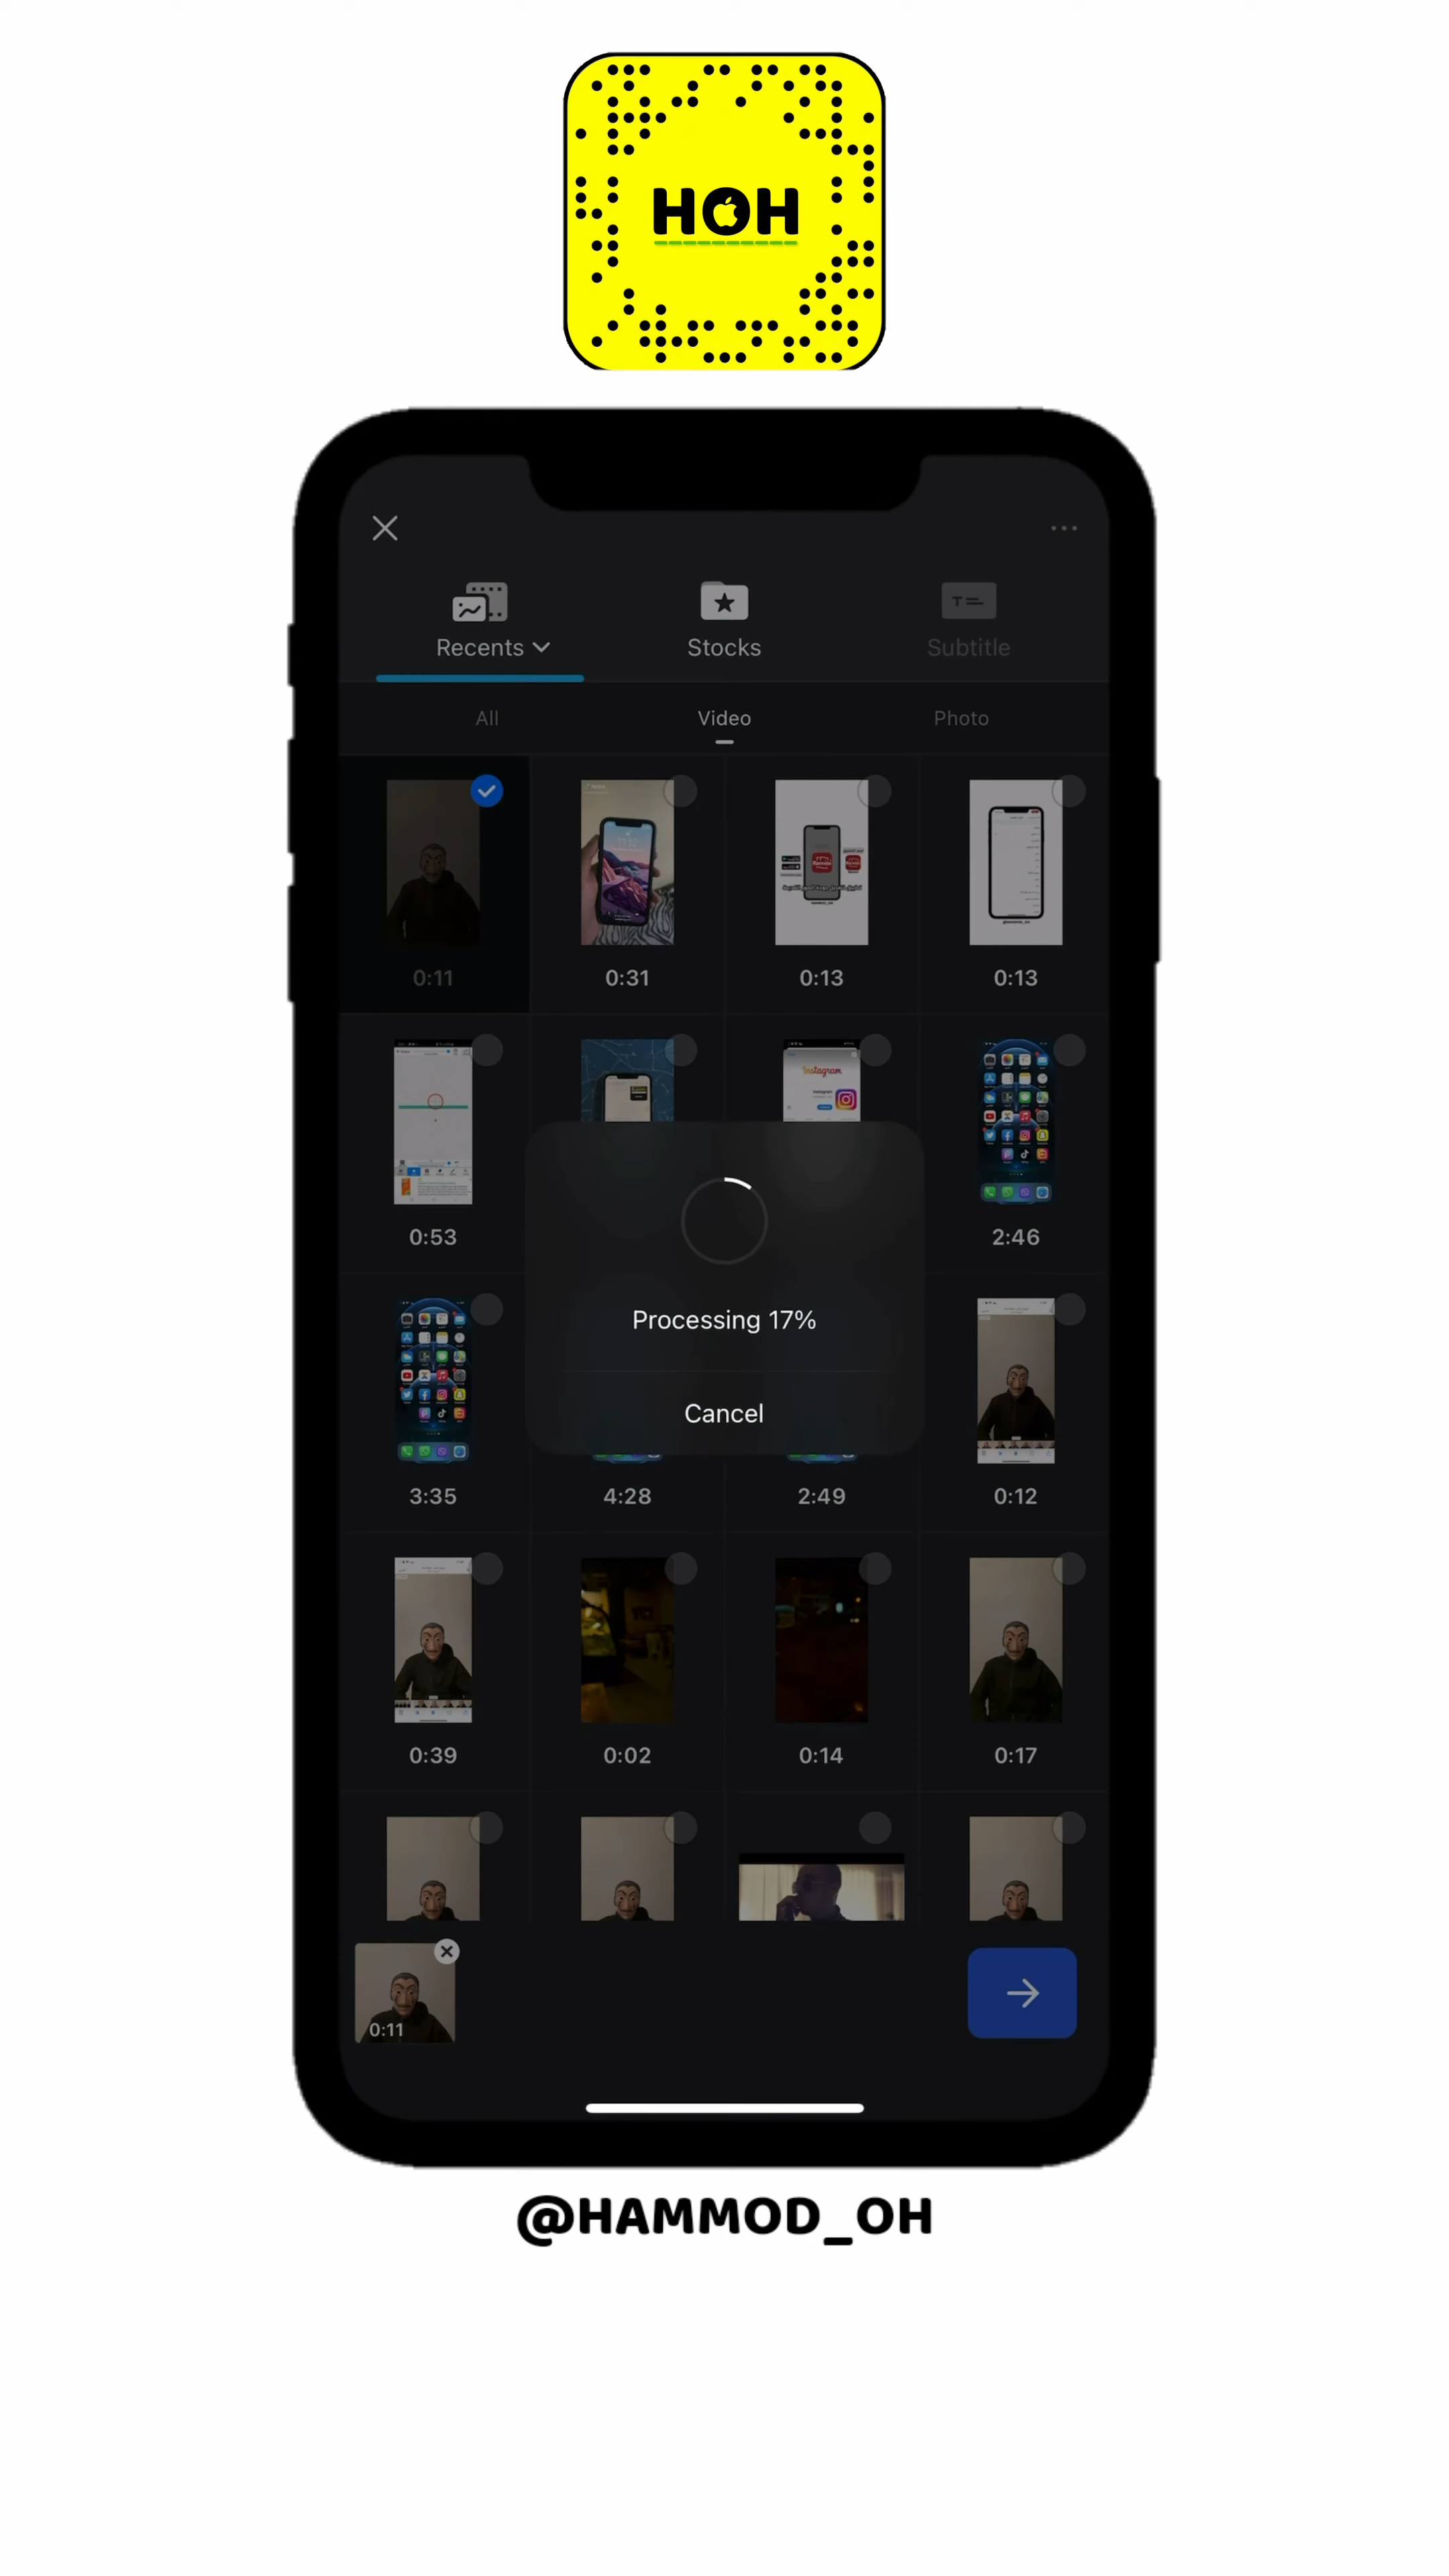 HOH
Recents
Stocks
Subtitle
All
Video
Photo
0:11
0:31
0:13
0:13
Instagram
0:53
2:46
Processing 17%
Cancel
3:35
4:28
2:49
0:12
0:39
0:02
0:14
0:17
0:11
@HAMMOD_OH